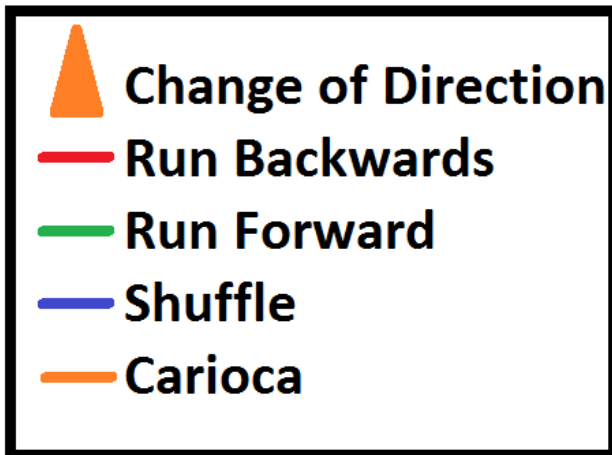 Change of Direction
Run Backwards
Run Forward
Shuffle
Carioca